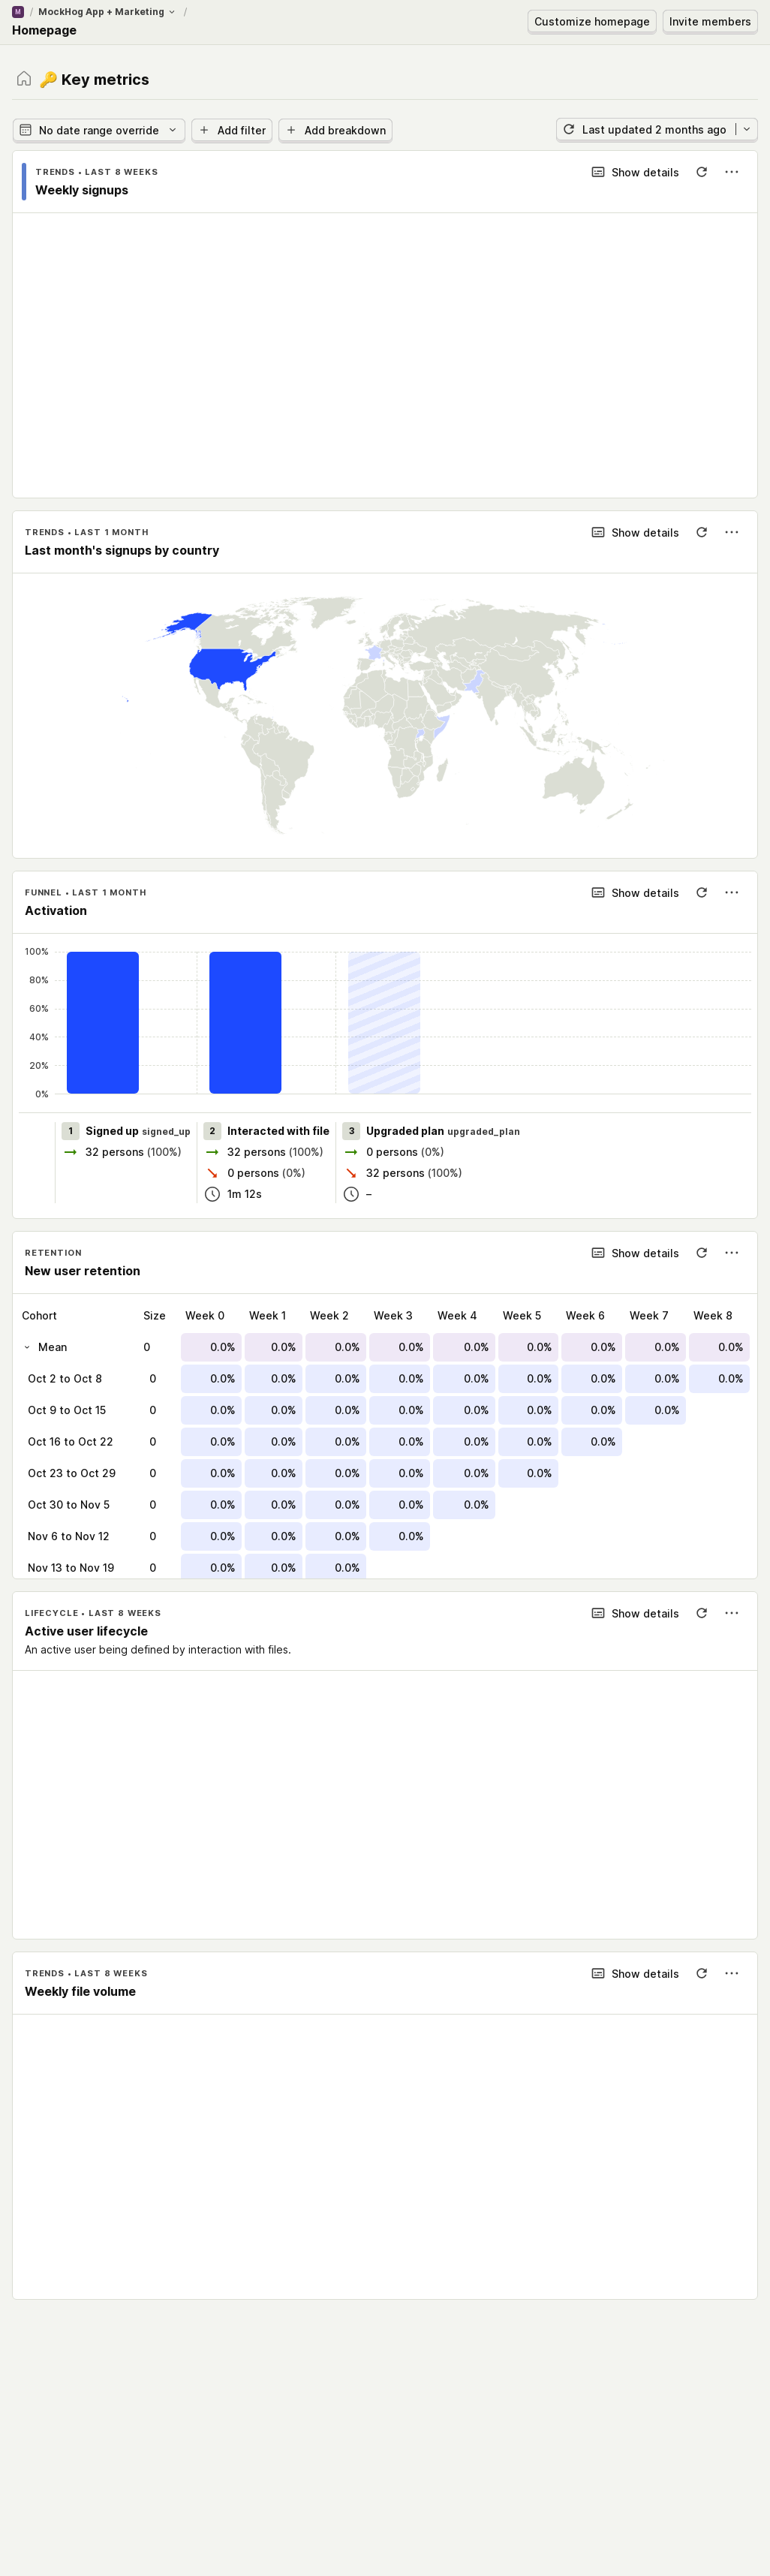 M / MockHog App + Marketing /
Homepage
Customize homepage
Invite members
🔑 Key metrics
No date range override
Add filter
Add breakdown
Last updated 2 months ago
TRENDS • LAST 8 WEEKS
Weekly signups
Show details
TRENDS • LAST 1 MONTH
Last month's signups by country
Show details
FUNNEL • LAST 1 MONTH
Activation
Show details
100%
80%
60%
40%
20%
0%
1 Signed up signed_up
32 persons (100%)
2 Interacted with file
32 persons (100%)
0 persons (0%)
1m 12s
3 Upgraded plan upgraded_plan
0 persons (0%)
32 persons (100%)
–
RETENTION
New user retention
Show details
Cohort Size Week 0 Week 1 Week 2 Week 3 Week 4 Week 5 Week 6 Week 7 Week 8
Mean 0 0.0% 0.0% 0.0% 0.0% 0.0% 0.0% 0.0% 0.0% 0.0%
Oct 2 to Oct 8 0 0.0% 0.0% 0.0% 0.0% 0.0% 0.0% 0.0% 0.0% 0.0%
Oct 9 to Oct 15 0 0.0% 0.0% 0.0% 0.0% 0.0% 0.0% 0.0% 0.0%
Oct 16 to Oct 22 0 0.0% 0.0% 0.0% 0.0% 0.0% 0.0% 0.0%
Oct 23 to Oct 29 0 0.0% 0.0% 0.0% 0.0% 0.0% 0.0%
Oct 30 to Nov 5 0 0.0% 0.0% 0.0% 0.0% 0.0%
Nov 6 to Nov 12 0 0.0% 0.0% 0.0% 0.0%
Nov 13 to Nov 19 0 0.0% 0.0% 0.0%
LIFECYCLE • LAST 8 WEEKS
Active user lifecycle
An active user being defined by interaction with files.
Show details
TRENDS • LAST 8 WEEKS
Weekly file volume
Show details